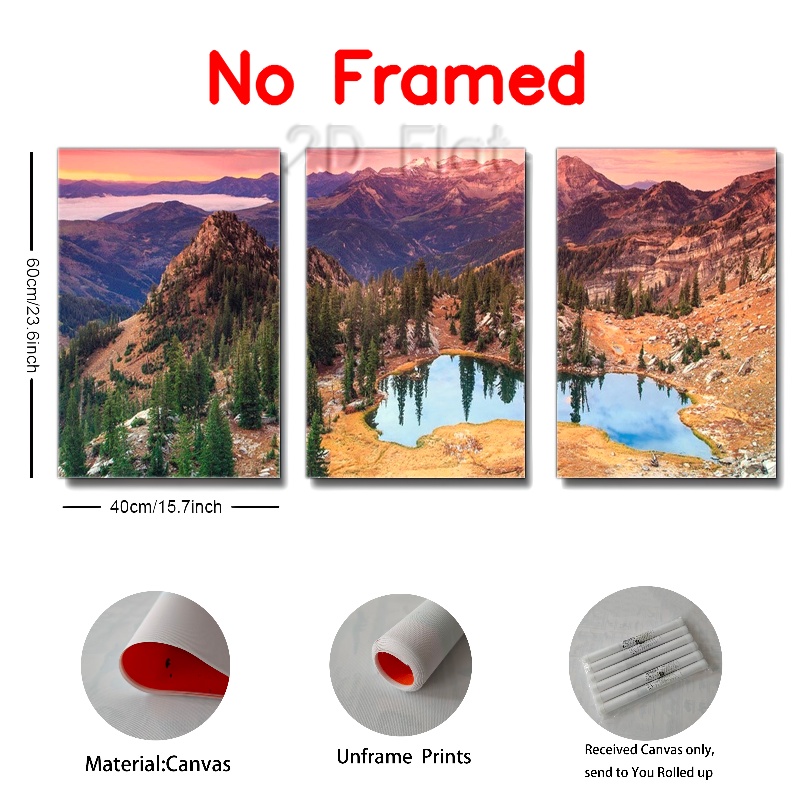 No Framed
2D Flat
60cm/23.6inch
40cm/15.7inch
Material:Canvas
Unframe Prints
Received Canvas only,
send to You Rolled up